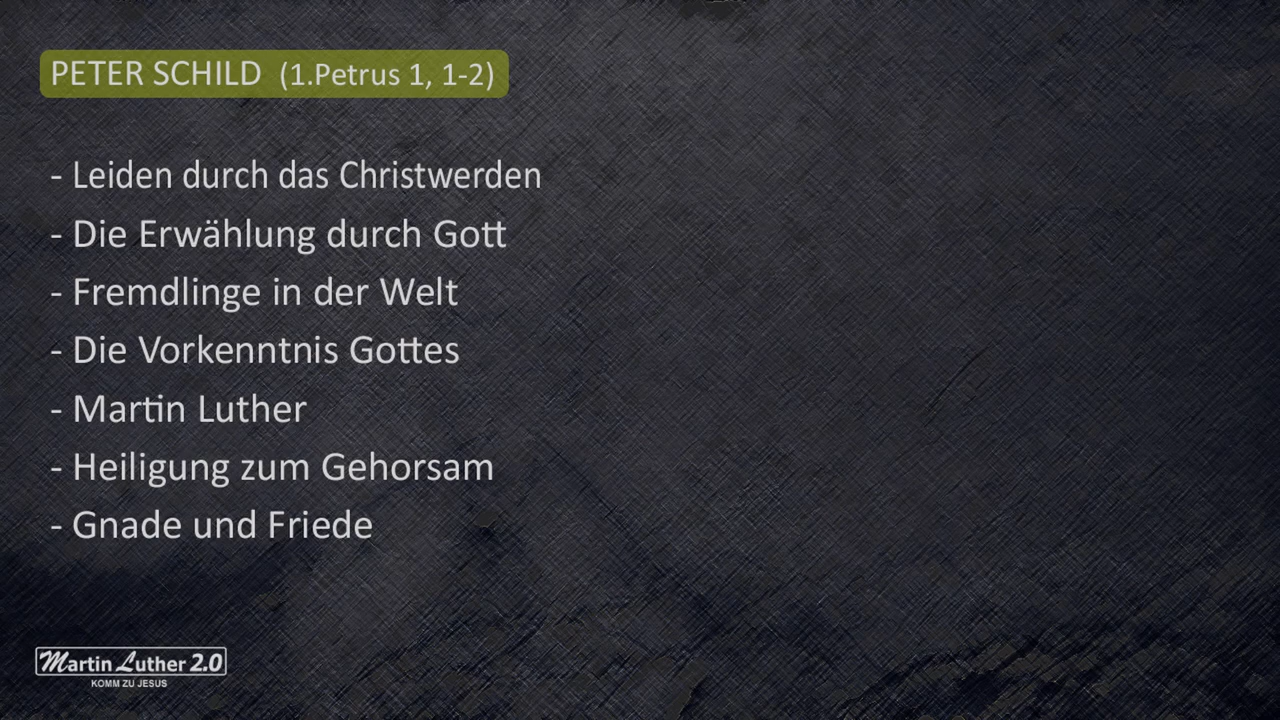 PETER SCHILD (1.Petrus 1, 1-2)
- Leiden durch das Christwerden
- Die Erwählung durch Gott
- Fremdlinge in der Welt
- Die Vorkenntnis Gottes
- Martin Luther
- Heiligung zum Gehorsam
- Gnade und Friede
Martin Luther 2.0
KOMM ZU JESUS